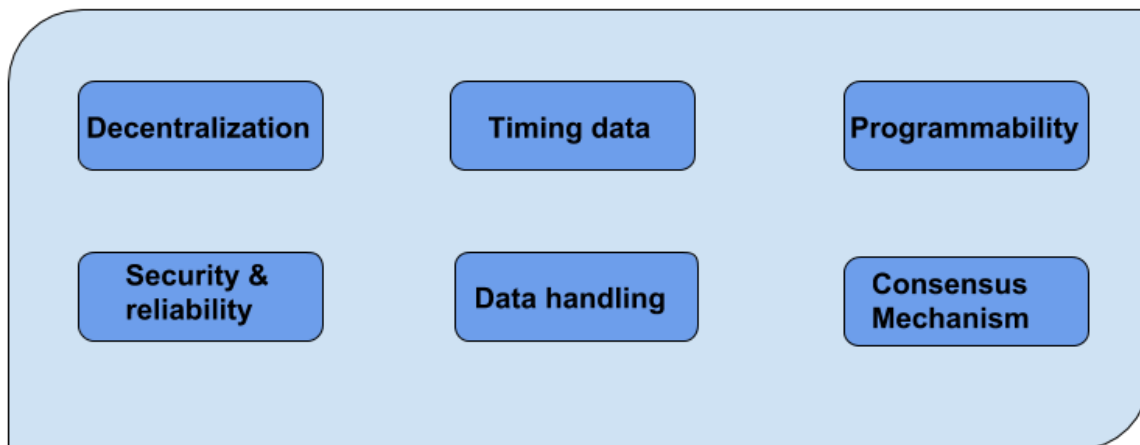 Decentralization
Timing data
Programmability
Security &
reliability
Data handling
Consensus
Mechanism